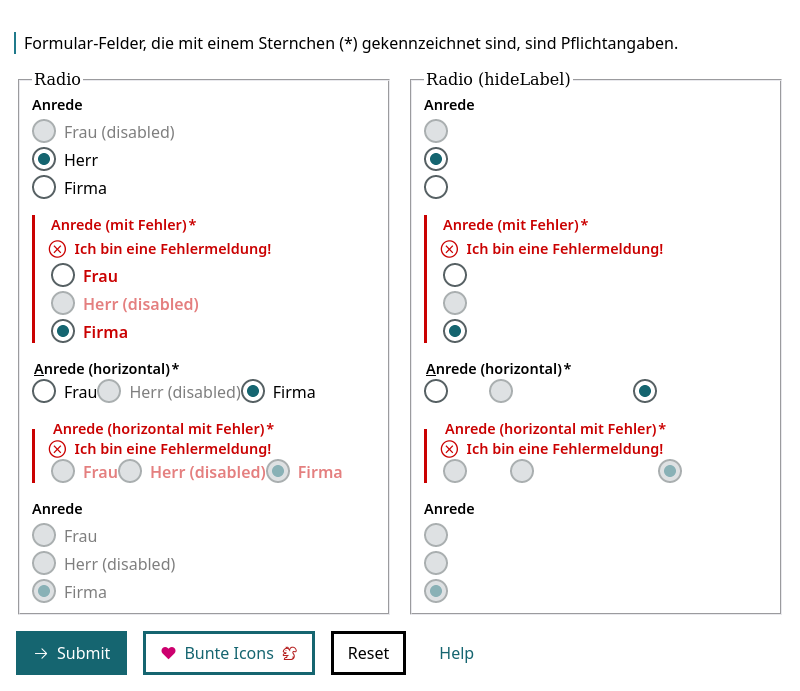 Formular-Felder, die mit einem Sternchen (*) gekennzeichnet sind, sind Pflichtangaben.
Radio
Anrede
Frau (disabled)
Herr
Firma
Anrede (mit Fehler)*
Ich bin eine Fehlermeldung!
Frau
Herr (disabled)
Firma
Anrede (horizontal)*
Frau Herr (disabled) Firma
Anrede (horizontal mit Fehler)*
Ich bin eine Fehlermeldung!
Frau Herr (disabled) Firma
Anrede
Frau
Herr (disabled)
Firma
Radio (hideLabel)
Anrede
Anrede (mit Fehler)*
Ich bin eine Fehlermeldung!
Anrede (horizontal)*
Anrede (horizontal mit Fehler)*
Ich bin eine Fehlermeldung!
Anrede
Submit Bunte Icons Reset Help